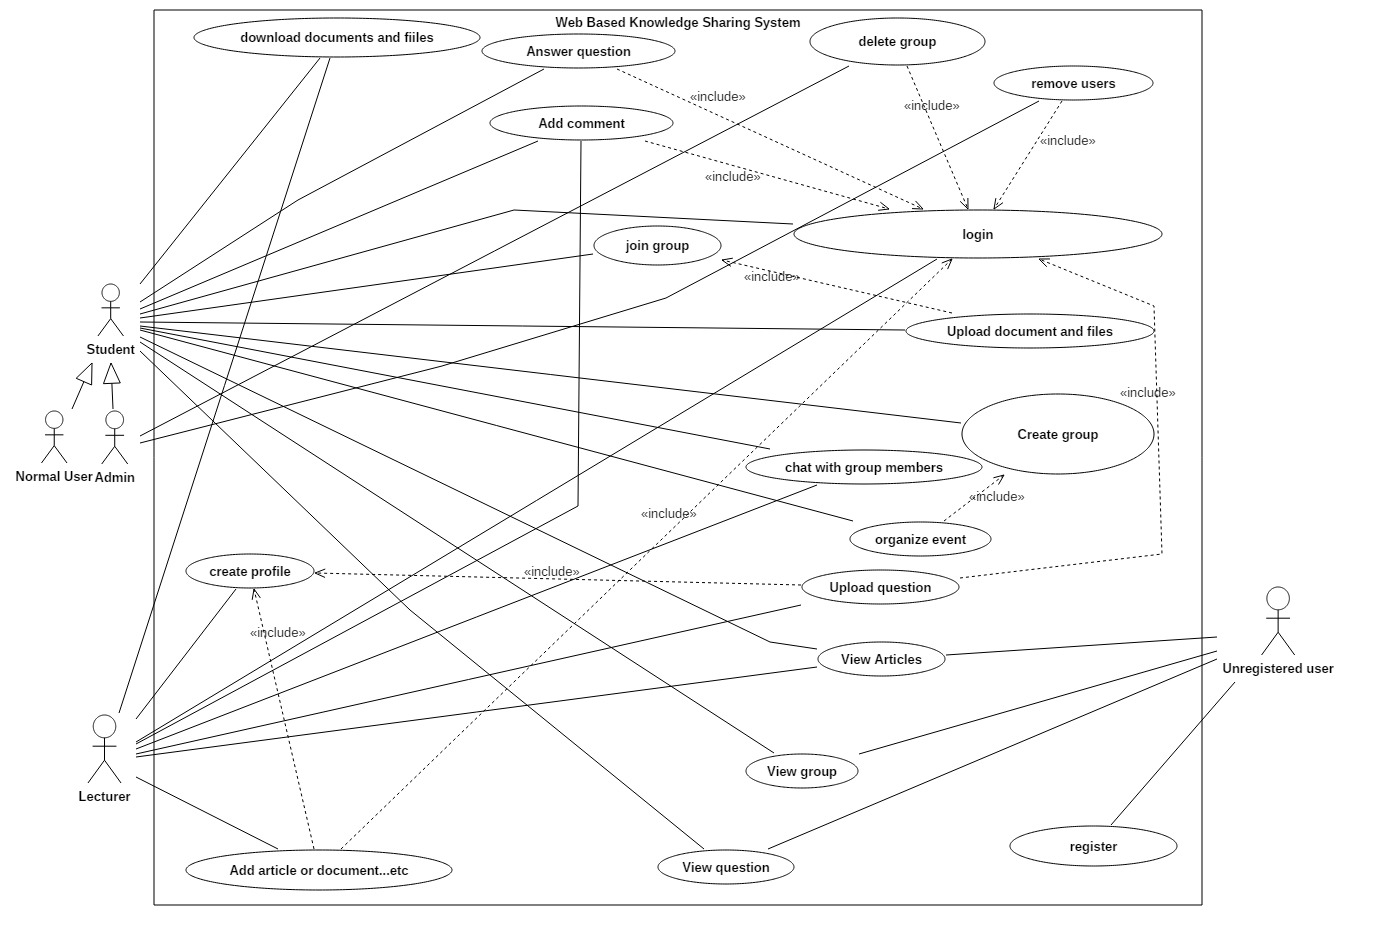 Web Based Knowledge Sharing System
download documents and fiiles
Answer question
delete group
remove users
«include»
«include»
Add comment
«include»
«include»
login
join group
«include»
Upload document and files
Student
«include»
Create group
chat with group members
Normal User
Admin
«include»
«include»
organize event
create profile
«include»
Upload question
«include»
View Articles
Unregistered user
View group
Lecturer
register
Add article or document...etc
View question